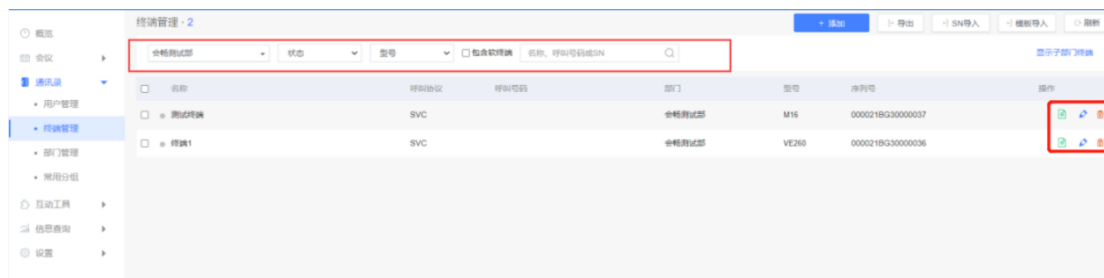 概览
会议
通讯录
用户管理
终端管理
部门管理
常用分组
互动工具
信息查询
设置
终端管理 - 2
+ 添加 导出 SN导入 模板导入 刷新
会畅测试部 状态 型号 包含软终端 名称、呼叫号码或SN 显示子部门终端
名称 呼叫协议 呼叫号码 部门 型号 序列号 操作
测试终端 SVC 会畅测试部 M16 000021BG30000037
终端1 SVC 会畅测试部 VE260 000021BG30000036